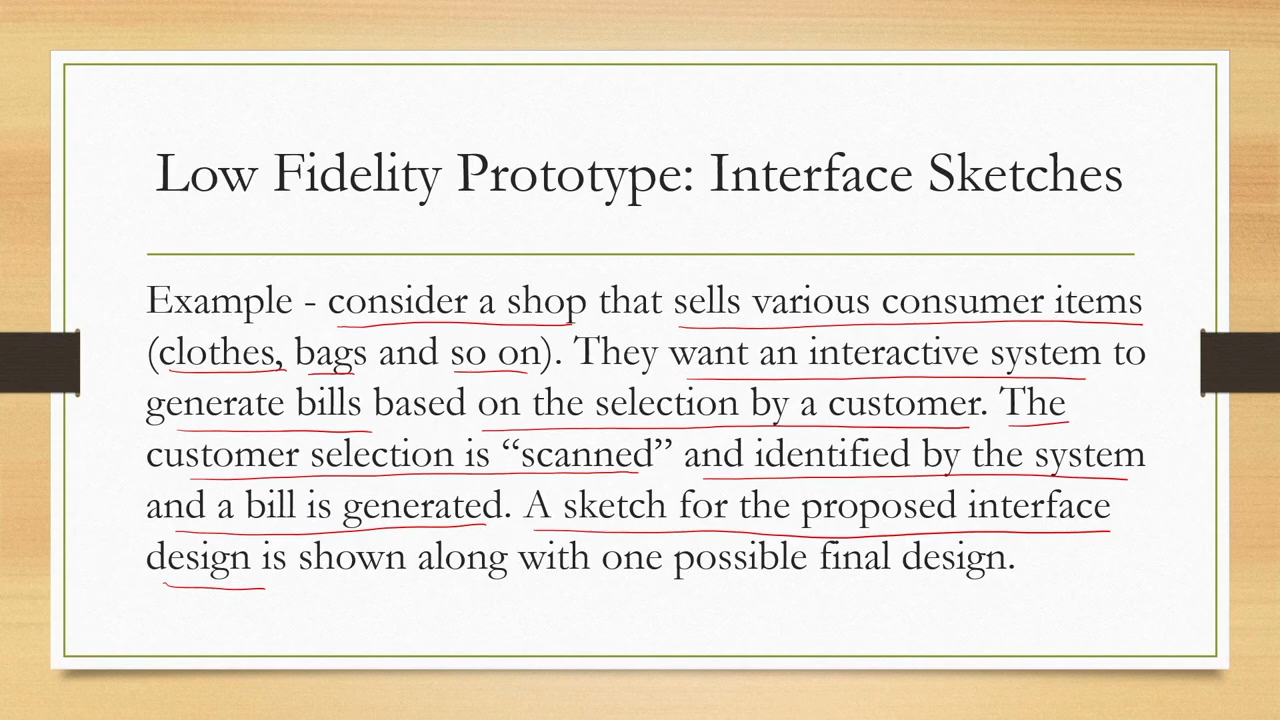 Low Fidelity Prototype: Interface Sketches
Example - consider a shop that sells various consumer items
(clothes, bags and so on). They want an interactive system to
generate bills based on the selection by a customer. The
customer selection is “scanned” and identified by the system
and a bill is generated. A sketch for the proposed interface
design is shown along with one possible final design.